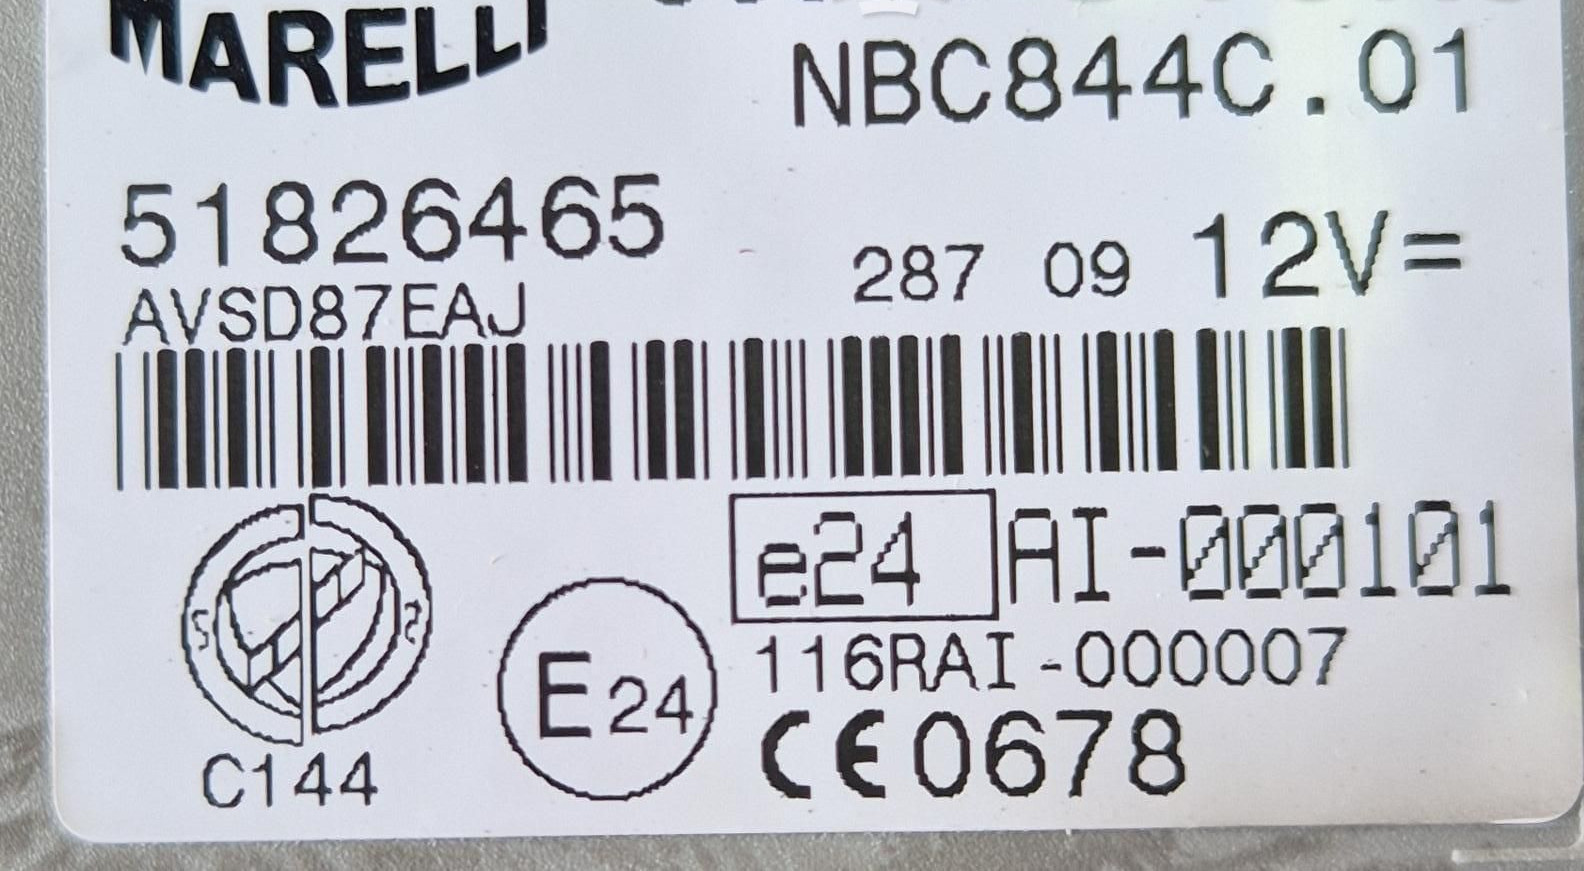 MARELLI
NBC844C.01
51826465
287 09 12V=
AVSD87EAJ
e24 AI-000101
116RAI-000007
E24
CE0678
C144